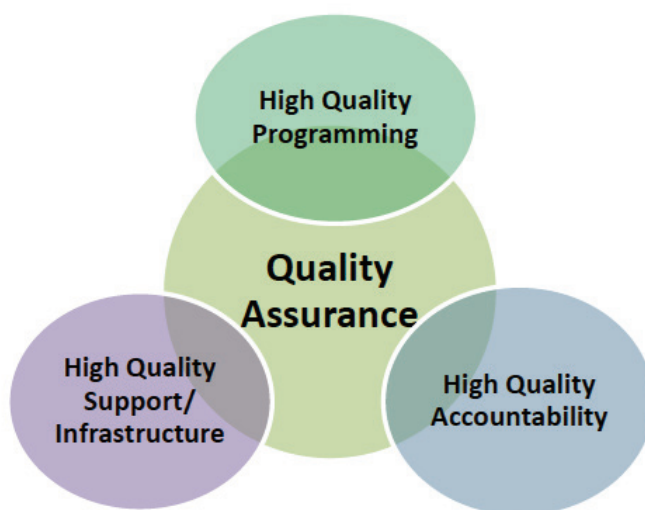 High Quality
Programming
Quality
Assurance
High Quality
Support/
Infrastructure
High Quality
Accountability